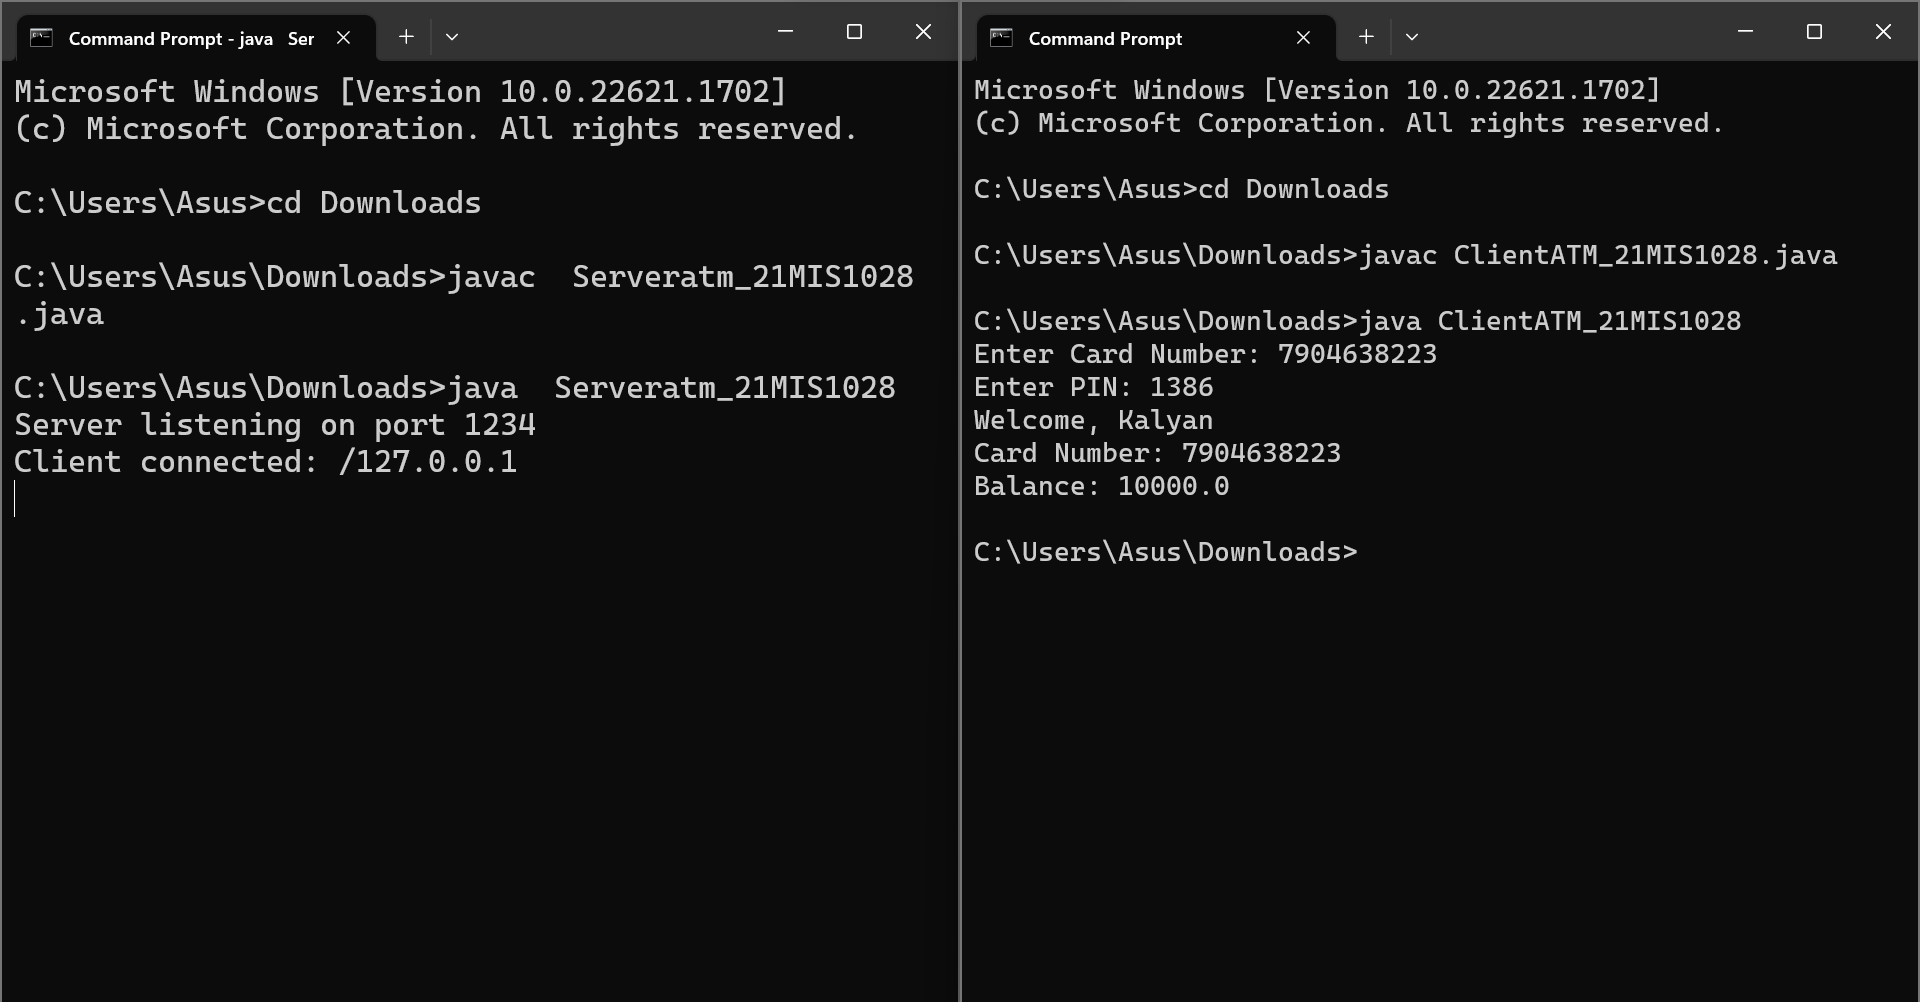 Command Prompt - java  Ser
Microsoft Windows [Version 10.0.22621.1702]
(c) Microsoft Corporation. All rights reserved.
C:\Users\Asus>cd Downloads
C:\Users\Asus\Downloads>javac  Serveratm_21MIS1028
.java
C:\Users\Asus\Downloads>java  Serveratm_21MIS1028
Server listening on port 1234
Client connected: /127.0.0.1
Command Prompt
Microsoft Windows [Version 10.0.22621.1702]
(c) Microsoft Corporation. All rights reserved.
C:\Users\Asus>cd Downloads
C:\Users\Asus\Downloads>javac ClientATM_21MIS1028.java
C:\Users\Asus\Downloads>java ClientATM_21MIS1028
Enter Card Number: 7904638223
Enter PIN: 1386
Welcome, Kalyan
Card Number: 7904638223
Balance: 10000.0
C:\Users\Asus\Downloads>